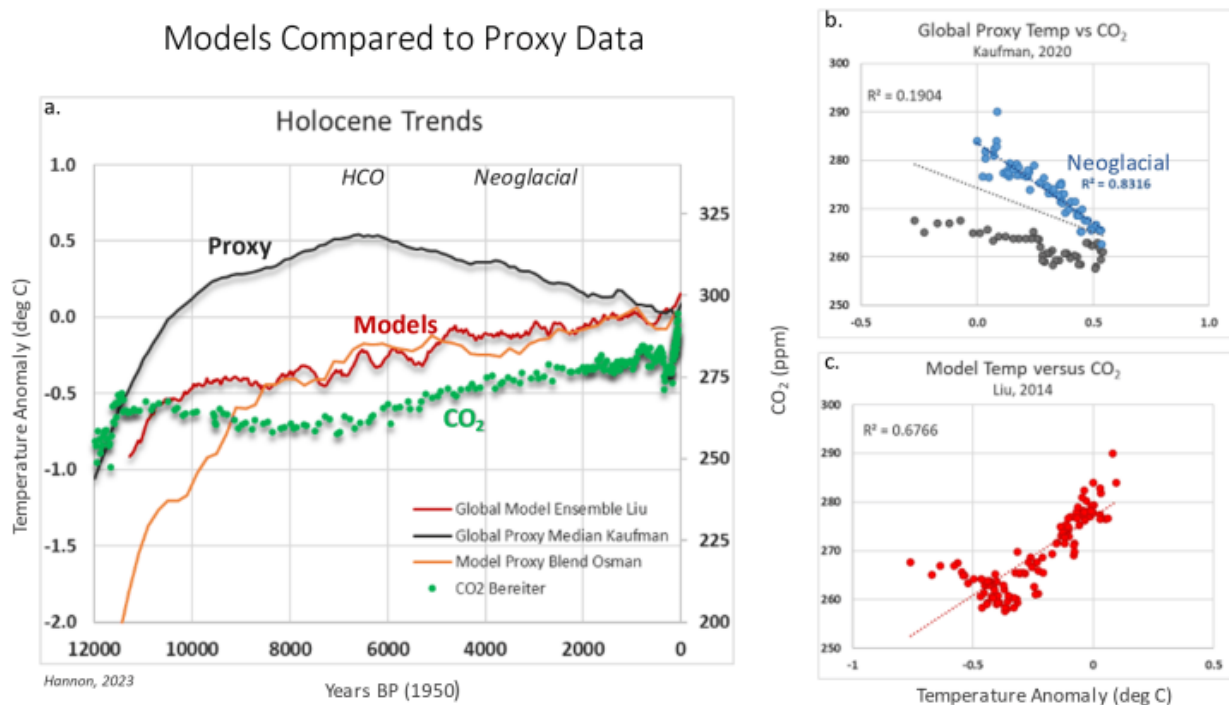 Models Compared to Proxy Data
a.
Holocene Trends
HCO
Neoglacial
Proxy
Models
CO₂
Temperature Anomaly (deg C)
1.0
0.5
0.0
-0.5
-1.0
-1.5
-2.0
CO₂ (ppm)
325
300
275
250
225
200
Global Model Ensemble Liu
Global Proxy Median Kaufman
Model Proxy Blend Osman
CO2 Bereiter
12000 10000 8000 6000 4000 2000 0
Hannon, 2023
Years BP (1950)
b.
Global Proxy Temp vs CO₂
Kaufman, 2020
R² = 0.1904
Neoglacial
R² = 0.8316
300
290
280
270
260
250
-0.5 0.0 0.5 1.0
c.
Model Temp versus CO₂
Liu, 2014
R² = 0.6766
300
290
280
270
260
250
-1 -0.5 0 0.5
Temperature Anomaly (deg C)